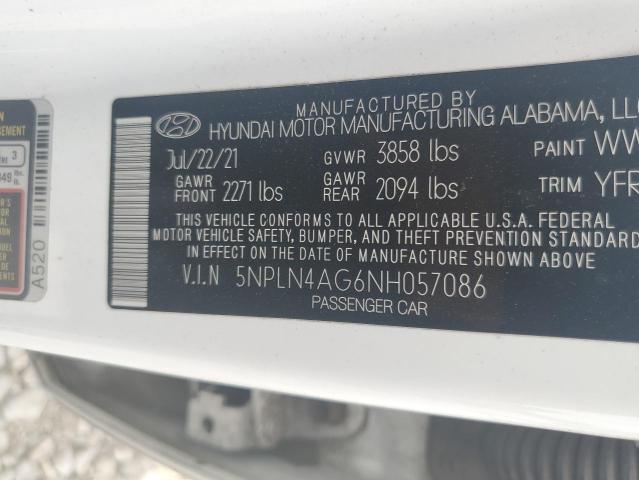 MANUFACTURED BY
HYUNDAI MOTOR MANUFACTURING ALABAMA, LLC
Jul/22/21 GVWR 3858 lbs PAINT WW
GAWR FRONT 2271 lbs GAWR REAR 2094 lbs TRIM YFR
THIS VEHICLE CONFORMS TO ALL APPLICABLE U.S.A. FEDERAL
MOTOR VEHICLE SAFETY, BUMPER, AND THEFT PREVENTION STANDARD
IN EFFECT ON THE DATE OF MANUFACTURE SHOWN ABOVE.
V.I.N 5NPLN4AG6NH057086
PASSENGER CAR
A520
3